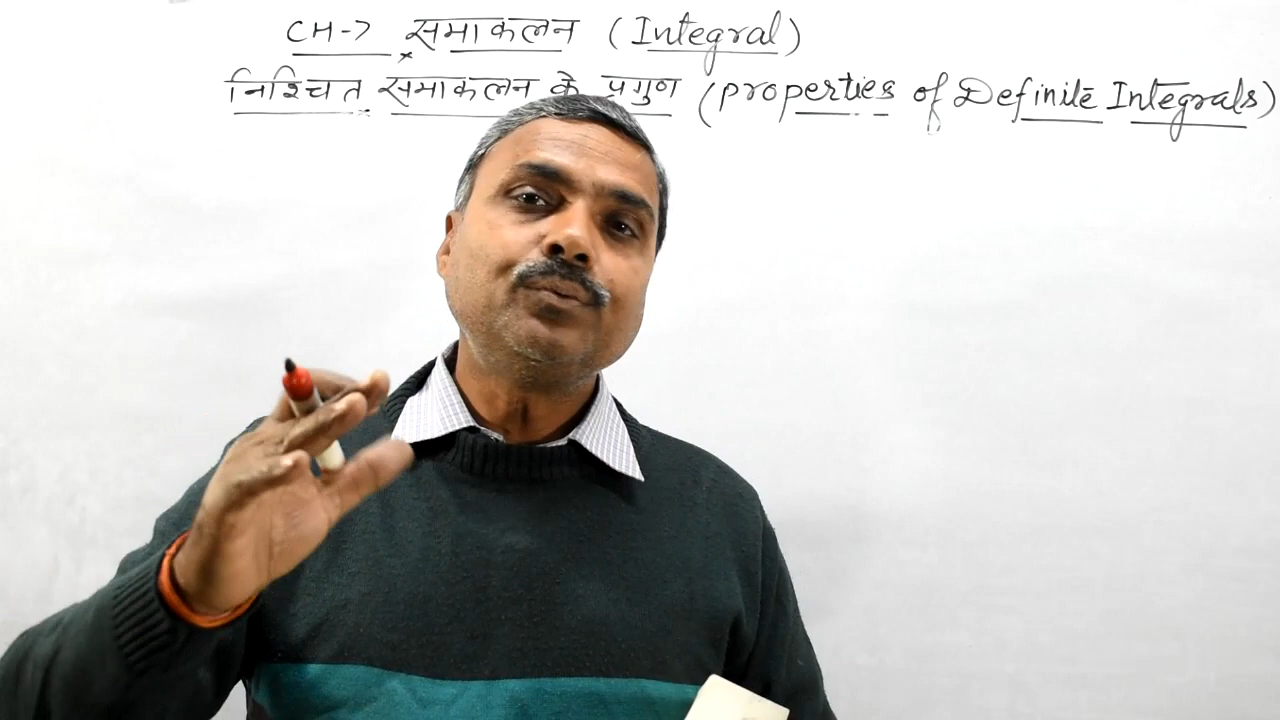 CH-7 समाकलन (Integral)
निश्चित समाकलन के प्रगुण (properties of Definite Integrals)